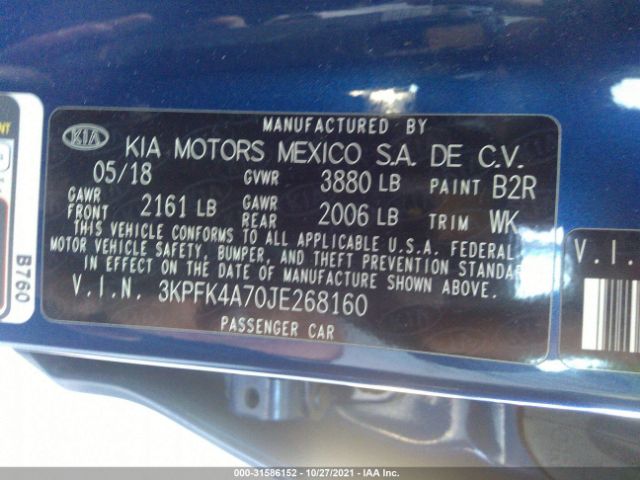 MANUFACTURED BY
KIA KIA MOTORS MEXICO S.A. DE C.V.
05/18 GVWR 3880 LB PAINT B2R
GAWR FRONT 2161 LB GAWR REAR 2006 LB TRIM WK
THIS VEHICLE CONFORMS TO ALL APPLICABLE U.S.A. FEDERAL
MOTOR VEHICLE SAFETY, BUMPER, AND THEFT PREVENTION STANDA
IN EFFECT ON THE DATE OF MANUFACTURE SHOWN ABOVE.
V.I.N. 3KPFK4A70JE268160
PASSENGER CAR
B760
V.I.
000-31586152 - 10/27/2021 - IAAI.com